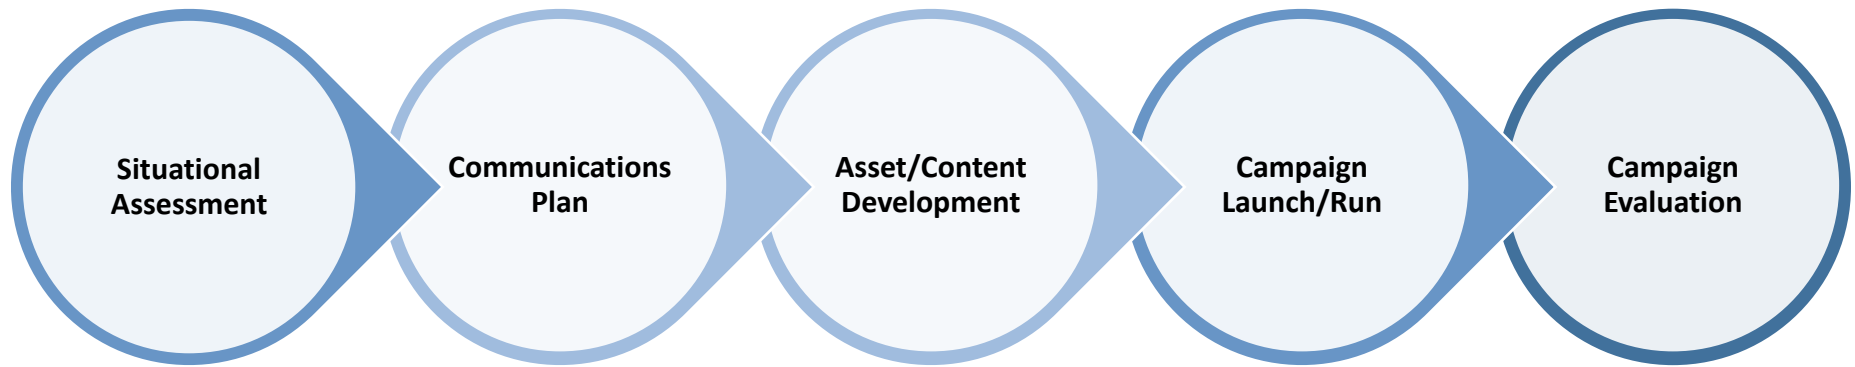 Situational
Assessment
Communications
Plan
Asset/Content
Development
Campaign
Launch/Run
Campaign
Evaluation